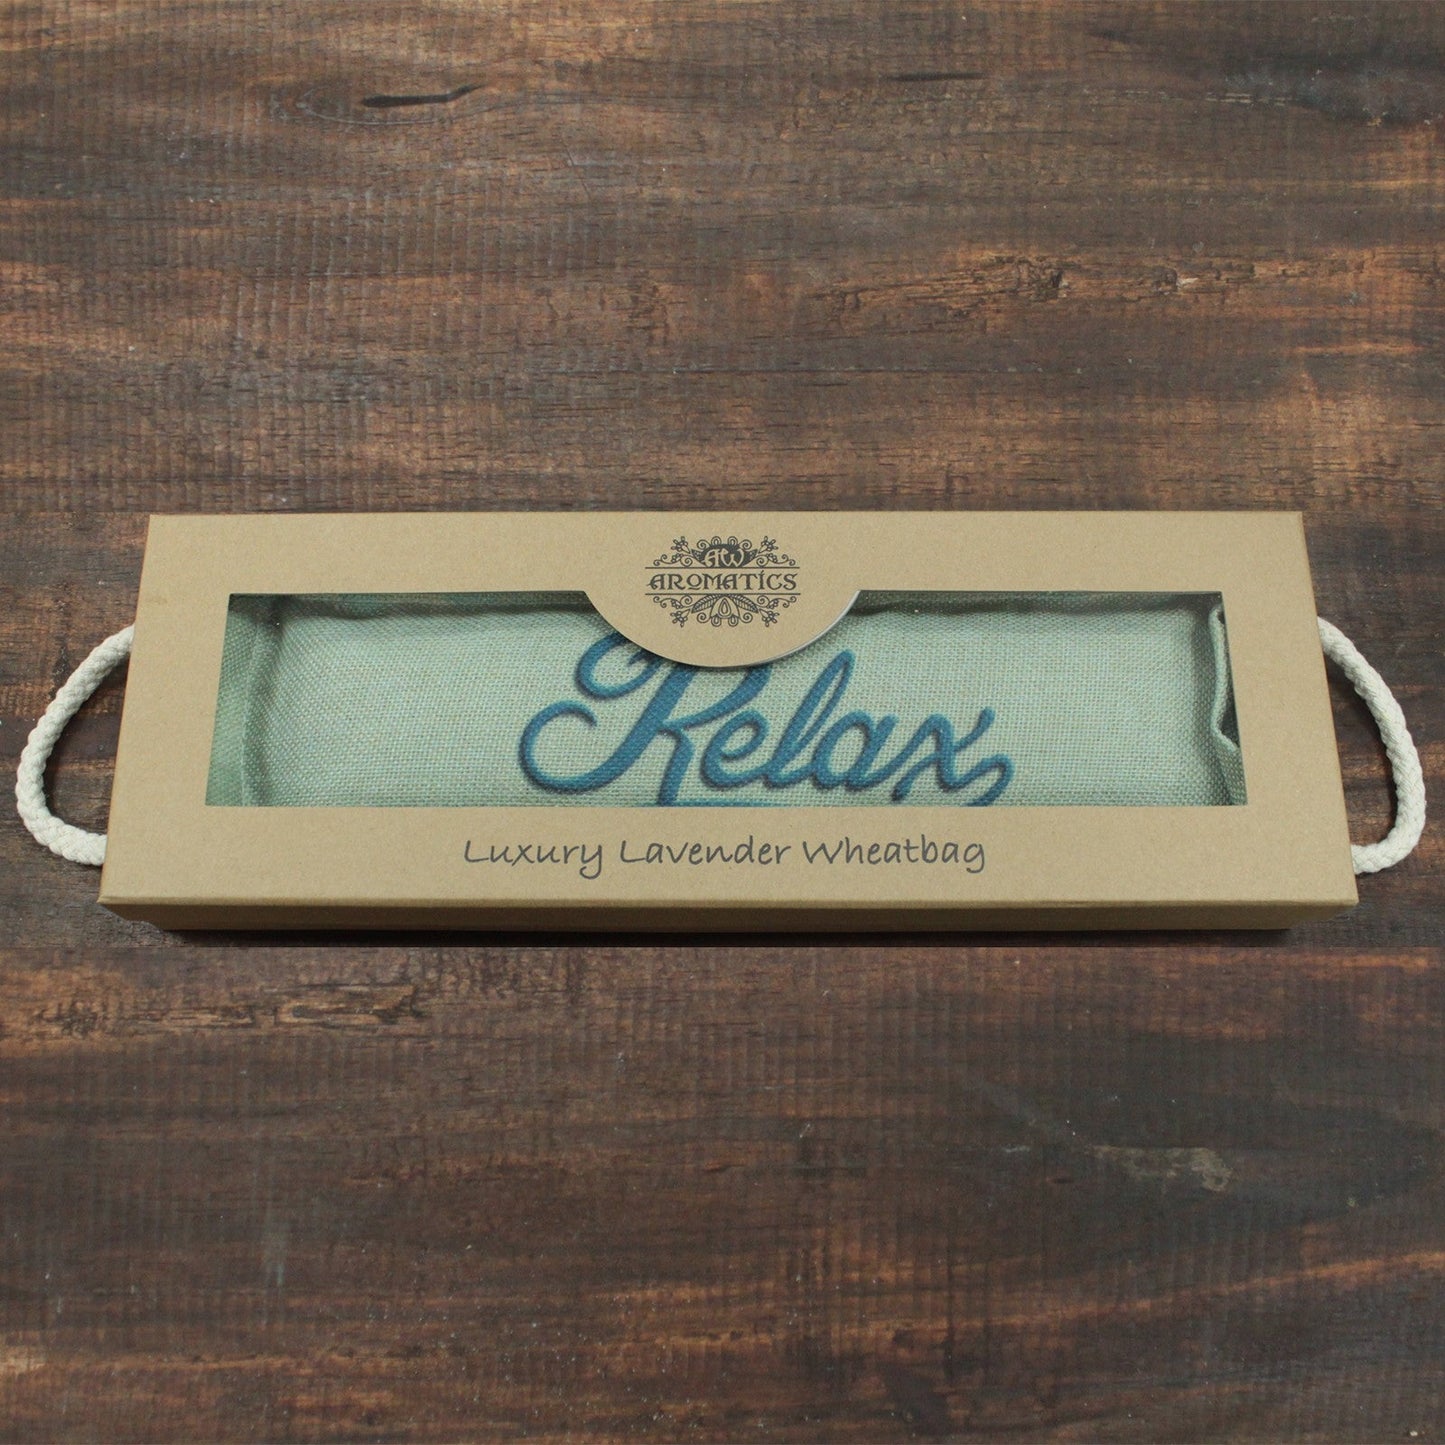 AW
AROMATICS
Relax
Luxury Lavender Wheatbag